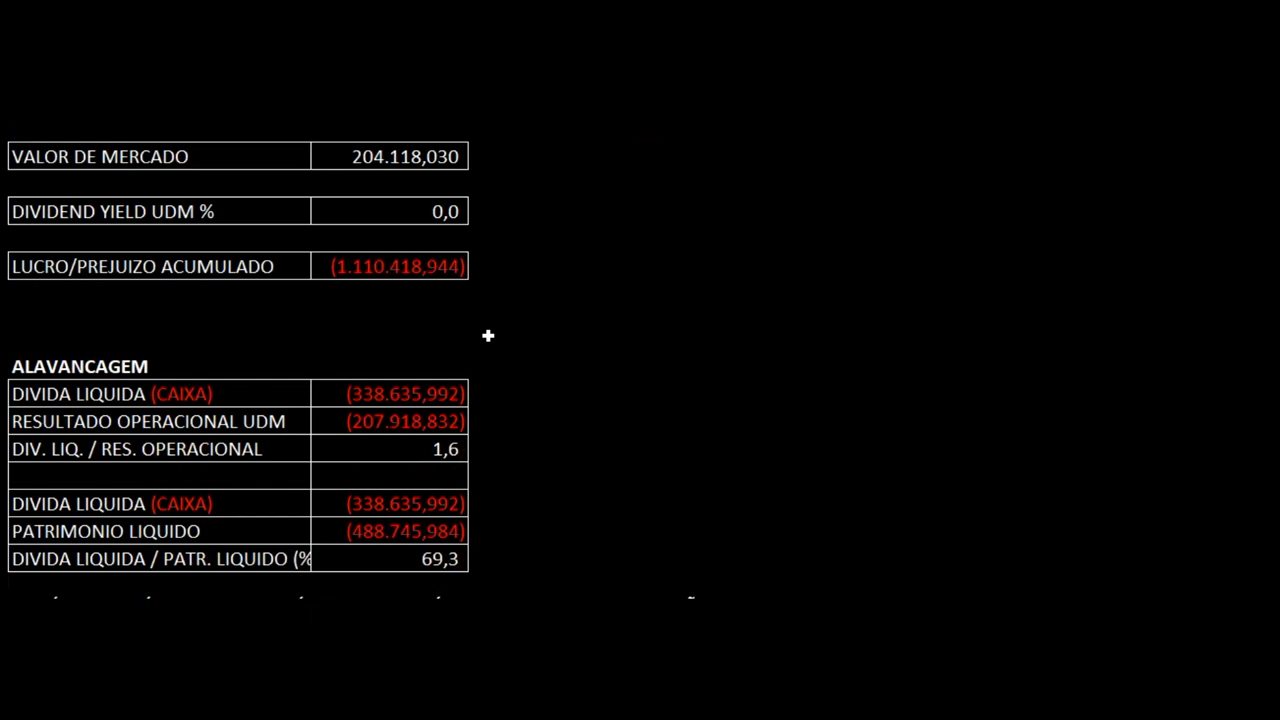 VALOR DE MERCADO 204.118,030
DIVIDEND YIELD UDM % 0,0
LUCRO/PREJUIZO ACUMULADO (1.110.418,944)
ALAVANCAGEM
DIVIDA LIQUIDA (CAIXA) (338.635,992)
RESULTADO OPERACIONAL UDM (207.918,832)
DIV. LIQ. / RES. OPERACIONAL 1,6
DIVIDA LIQUIDA (CAIXA) (338.635,992)
PATRIMONIO LIQUIDO (488.745,984)
DIVIDA LIQUIDA / PATR. LIQUIDO (% 69,3